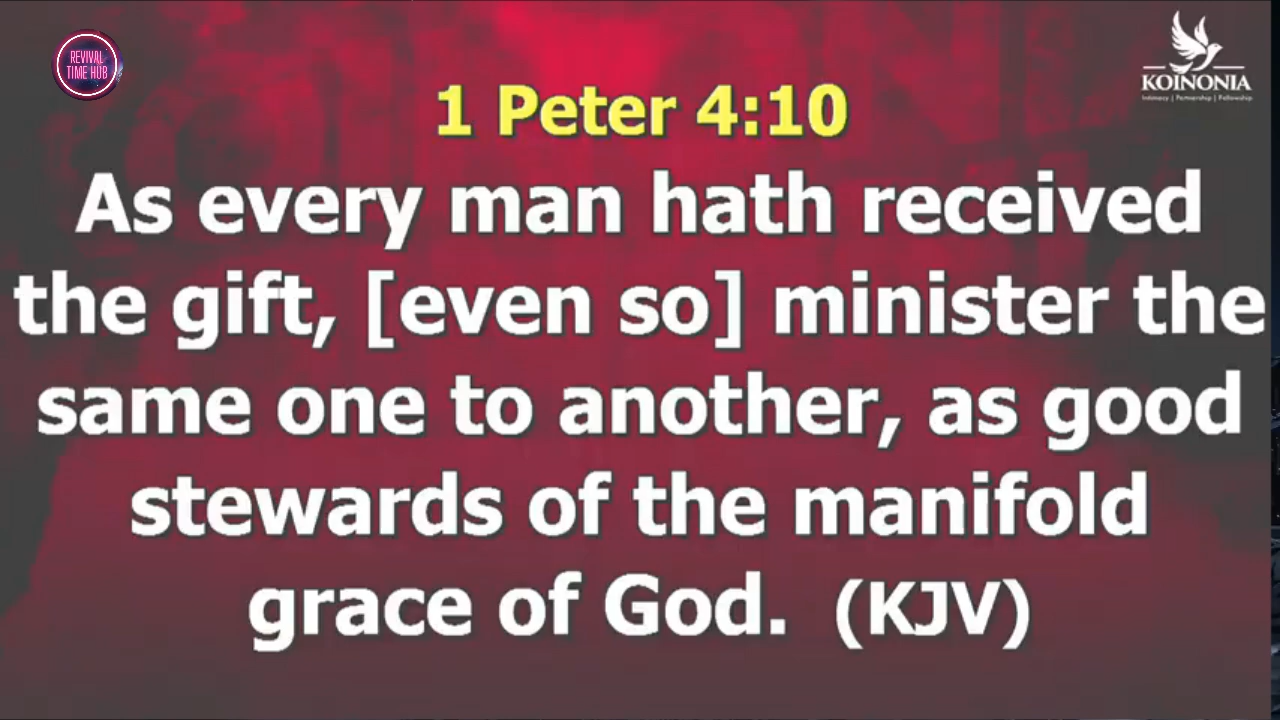 REVIVAL
TIME HUB
KOINONIA
Intimacy | Partnership | Fellowship
1 Peter 4:10
As every man hath received
the gift, [even so] minister the
same one to another, as good
stewards of the manifold
grace of God. (KJV)